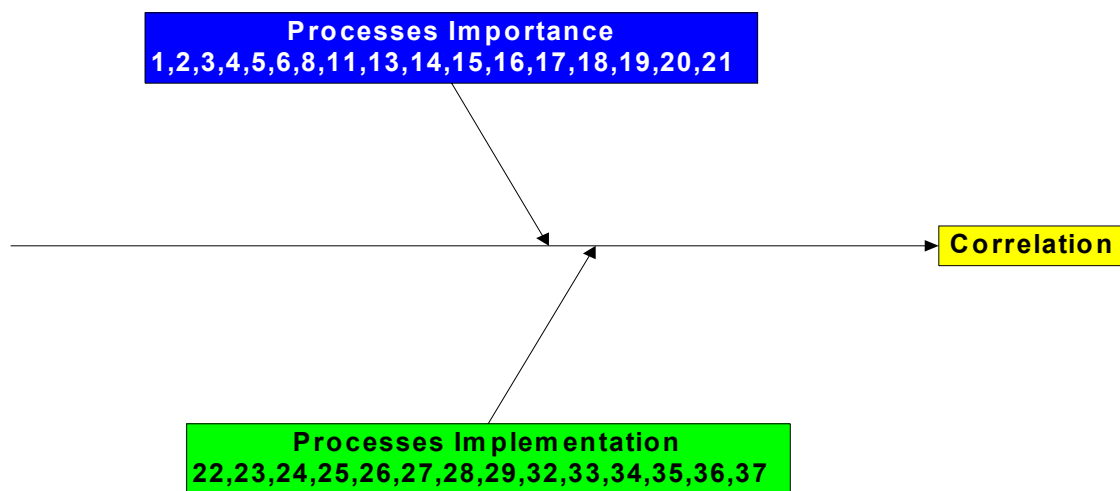 Processes Importance
1,2,3,4,5,6,8,11,13,14,15,16,17,18,19,20,21
Correlation
Processes Implementation
22,23,24,25,26,27,28,29,32,33,34,35,36,37